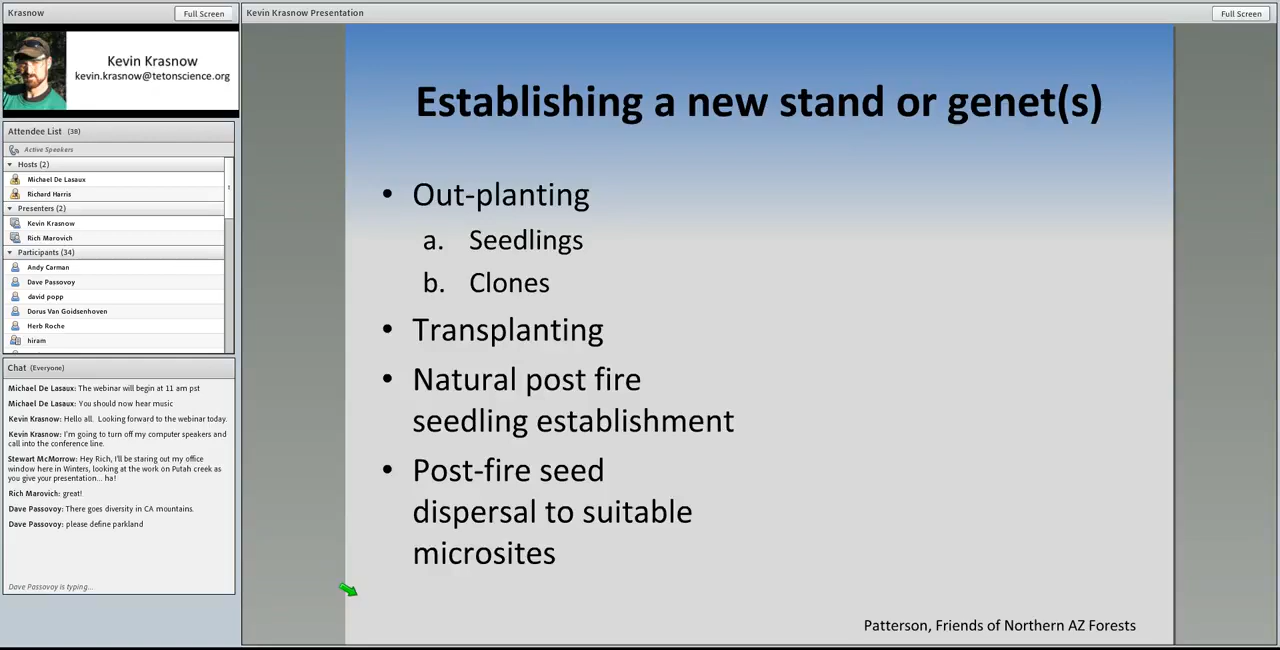 Krasnow
Full Screen
Kevin Krasnow
kevin.krasnow@tetonscience.org
Attendee List (38)
Active Speakers
Hosts (2)
Michael De Lasaux
Richard Harris
Presenters (2)
Kevin Krasnow
Rich Marovich
Participants (34)
Andy Carman
Dave Passovoy
david popp
Dorus Van Goidsenhoven
Herb Roche
hiram
Chat (Everyone)
Michael De Lasaux: The webinar will begin at 11 am pst
Michael De Lasaux: You should now hear music
Kevin Krasnow: Hello all. Looking forward to the webinar today.
Kevin Krasnow: I'm going to turn off my computer speakers and
call into the conference line.
Stewart McMorrow: Hey Rich, I'll be staring out my office
window here in Winters, looking at the work on Putah creek as
you give your presentation... ha!
Rich Marovich: great!
Dave Passovoy: There goes diversity in CA mountains.
Dave Passovoy: please define parkland
Dave Passovoy is typing...
Kevin Krasnow Presentation
Full Screen
Establishing a new stand or genet(s)
• Out-planting
a. Seedlings
b. Clones
• Transplanting
• Natural post fire
seedling establishment
• Post-fire seed
dispersal to suitable
microsites
Patterson, Friends of Northern AZ Forests